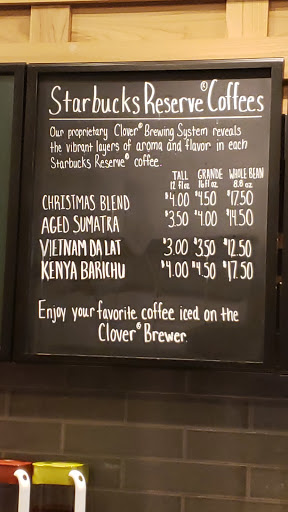 Starbucks Reserve® Coffees
Our proprietary Clover® Brewing System reveals
the vibrant layers of aroma and flavor in each
Starbucks Reserve® coffee.
TALL GRANDE WHOLE BEAN
12 fl oz 16 fl oz 8.8 oz
CHRISTMAS BLEND $4.00 $4.50 $17.50
AGED SUMATRA $3.50 $4.00 $14.50
VIETNAM DA LAT $3.00 $3.50 $12.50
KENYA BARICHU $4.00 $4.50 $17.50
Enjoy your favorite coffee iced on the
Clover® Brewer.